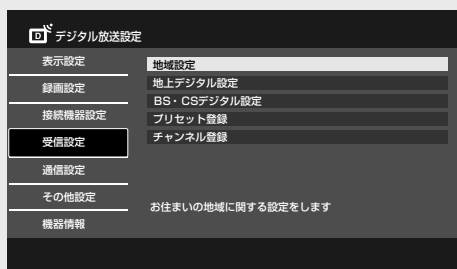 D デジタル放送設定
表示設定
録画設定
接続機器設定
受信設定
通信設定
その他設定
機器情報
地域設定
地上デジタル設定
BS・CSデジタル設定
プリセット登録
チャンネル登録
お住まいの地域に関する設定をします